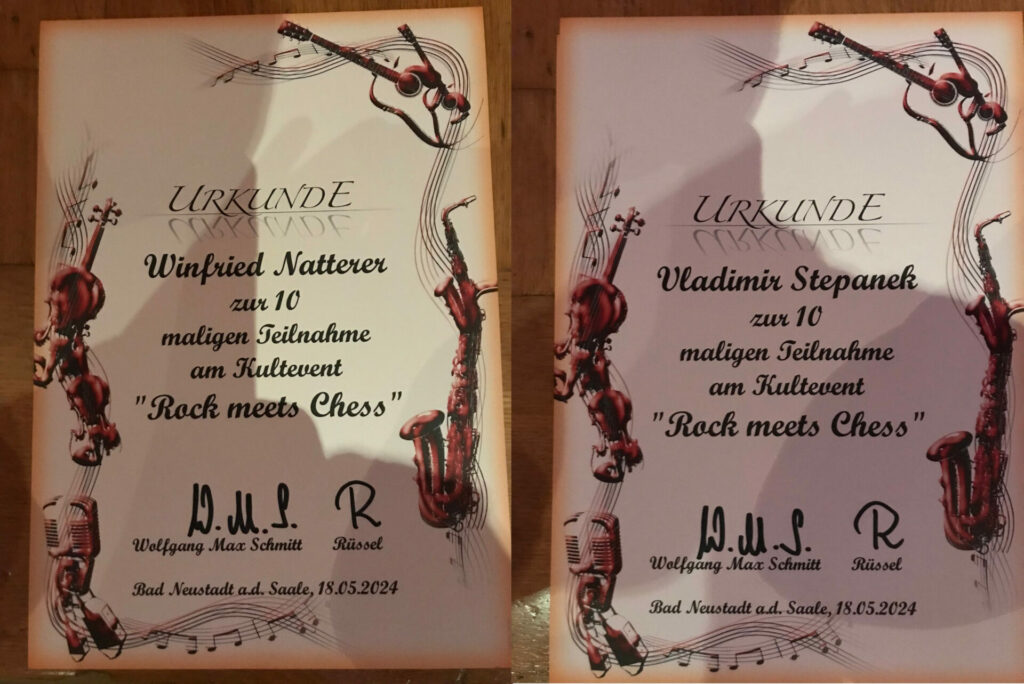 URKUNDE
Winfried Natterer
zur 10
maligen Teilnahme
am Kultevent
"Rock meets Chess"
W. M. S. R
Wolfgang Max Schmitt Rüssel
Bad Neustadt a.d. Saale, 18.05.2024
URKUNDE
Vladimir Stepanek
zur 10
maligen Teilnahme
am Kultevent
"Rock meets Chess"
W. M. S. R
Wolfgang Max Schmitt Rüssel
Bad Neustadt a.d. Saale, 18.05.2024